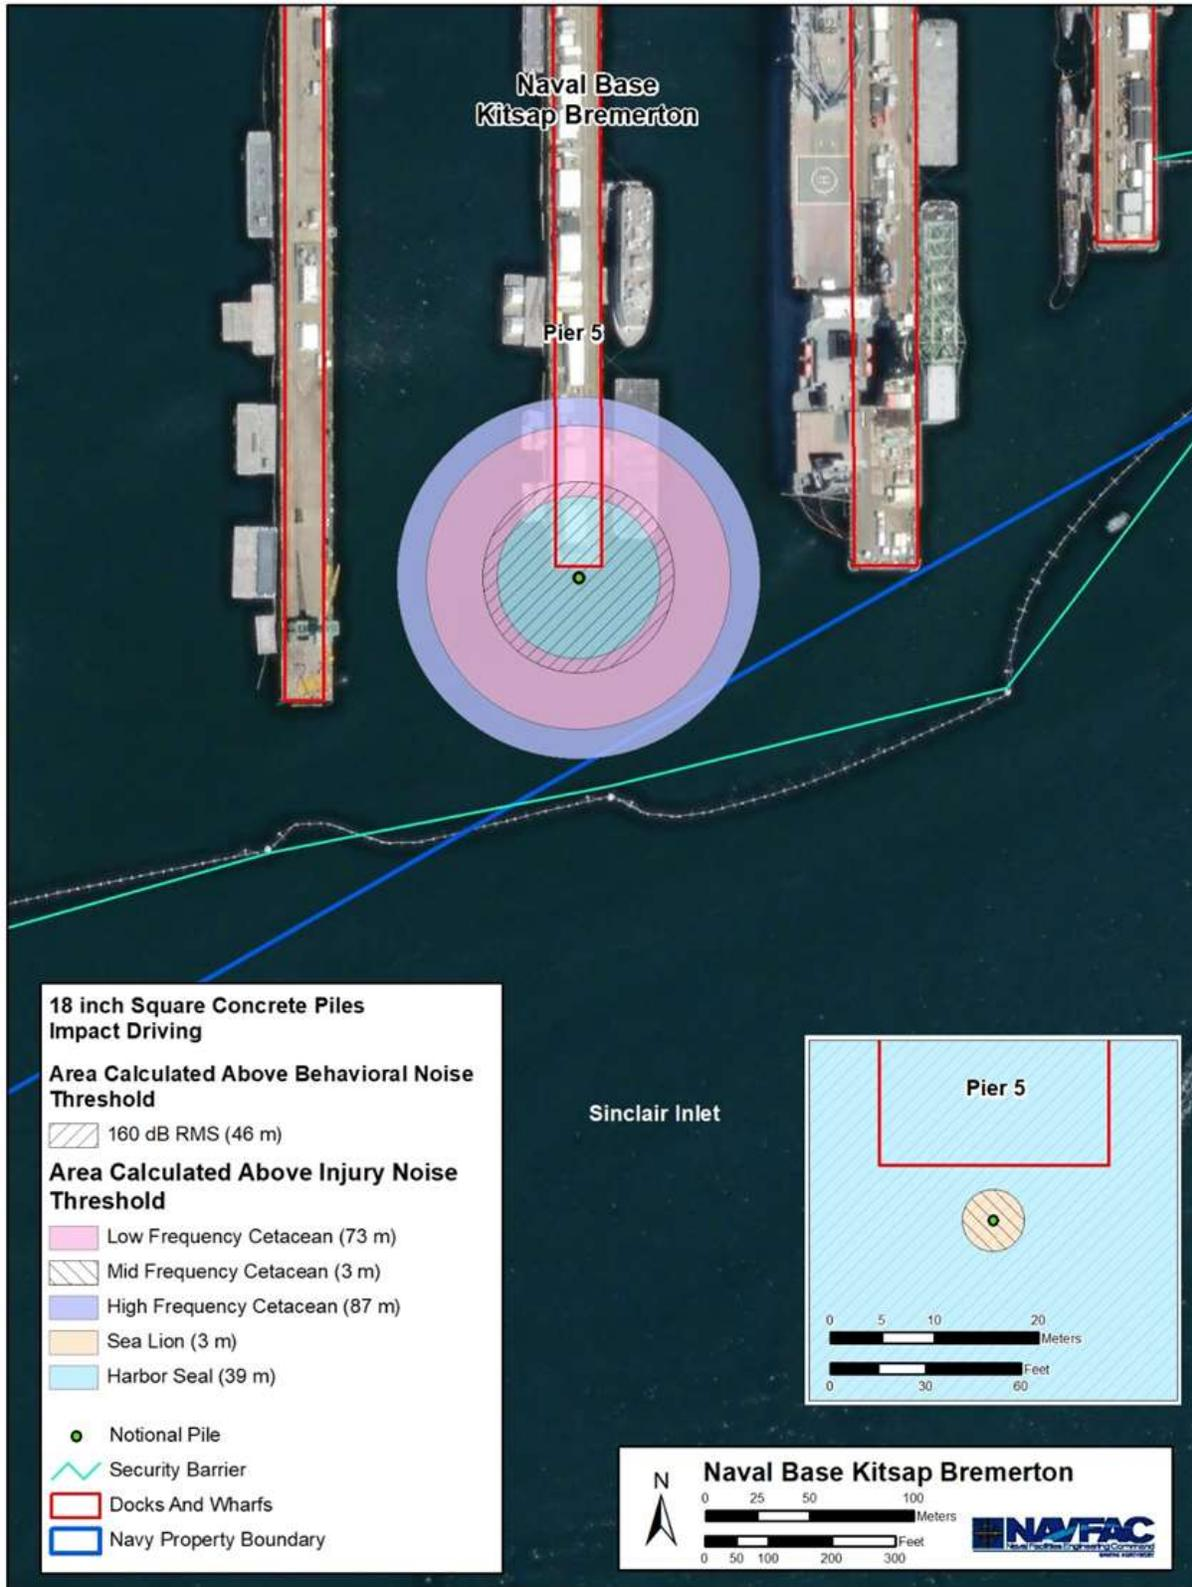 Naval Base
Kitsap Bremerton
Pier 5
18 inch Square Concrete Piles
Impact Driving
Area Calculated Above Behavioral Noise
Threshold
160 dB RMS (46 m)
Area Calculated Above Injury Noise
Threshold
Low Frequency Cetacean (73 m)
Mid Frequency Cetacean (3 m)
High Frequency Cetacean (87 m)
Sea Lion (3 m)
Harbor Seal (39 m)
Notional Pile
Security Barrier
Docks And Wharfs
Navy Property Boundary
Sinclair Inlet
Pier 5
0 5 10 20
Meters
Feet
0 30 60
N
Naval Base Kitsap Bremerton
0 25 50 100
Meters
Feet
0 50 100 200 300
NAVFAC
Naval Facilities Engineering Command
H